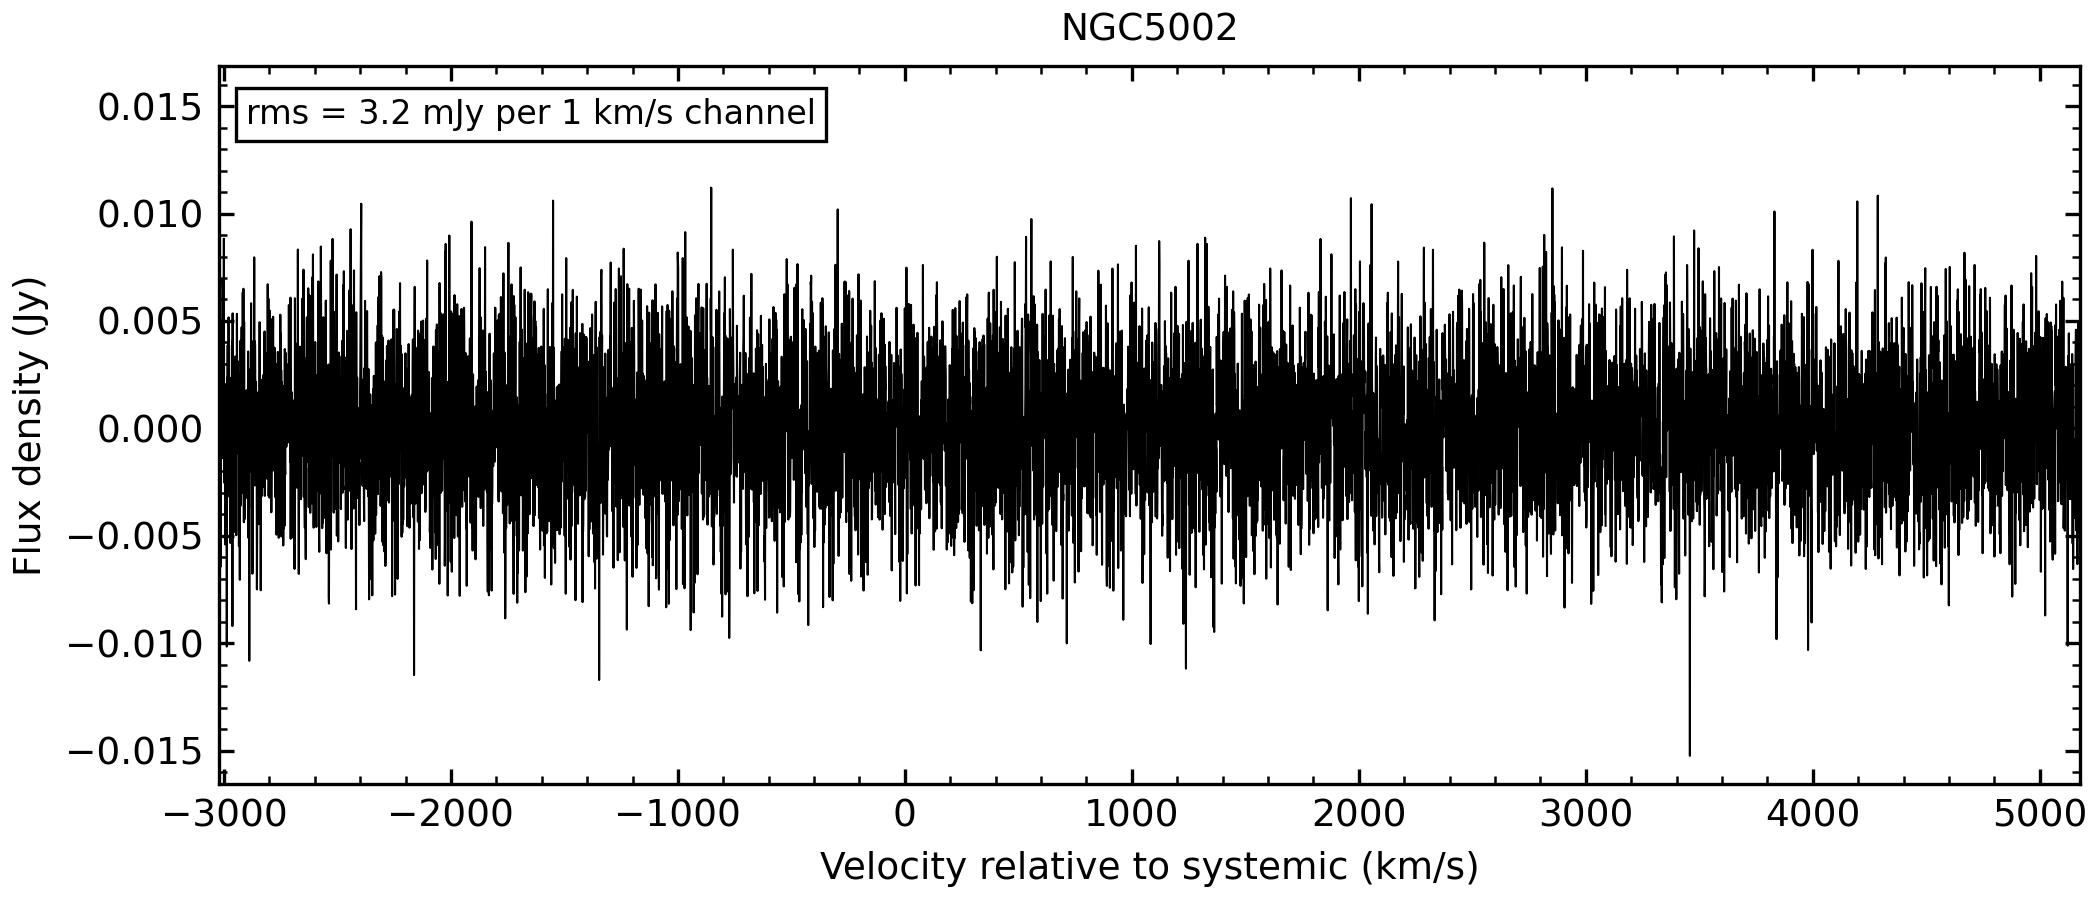 NGC5002
rms = 3.2 mJy per 1 km/s channel
Flux density (Jy)
0.015
0.010
0.005
0.000
−0.005
−0.010
−0.015
−3000 −2000 −1000 0 1000 2000 3000 4000 5000
Velocity relative to systemic (km/s)